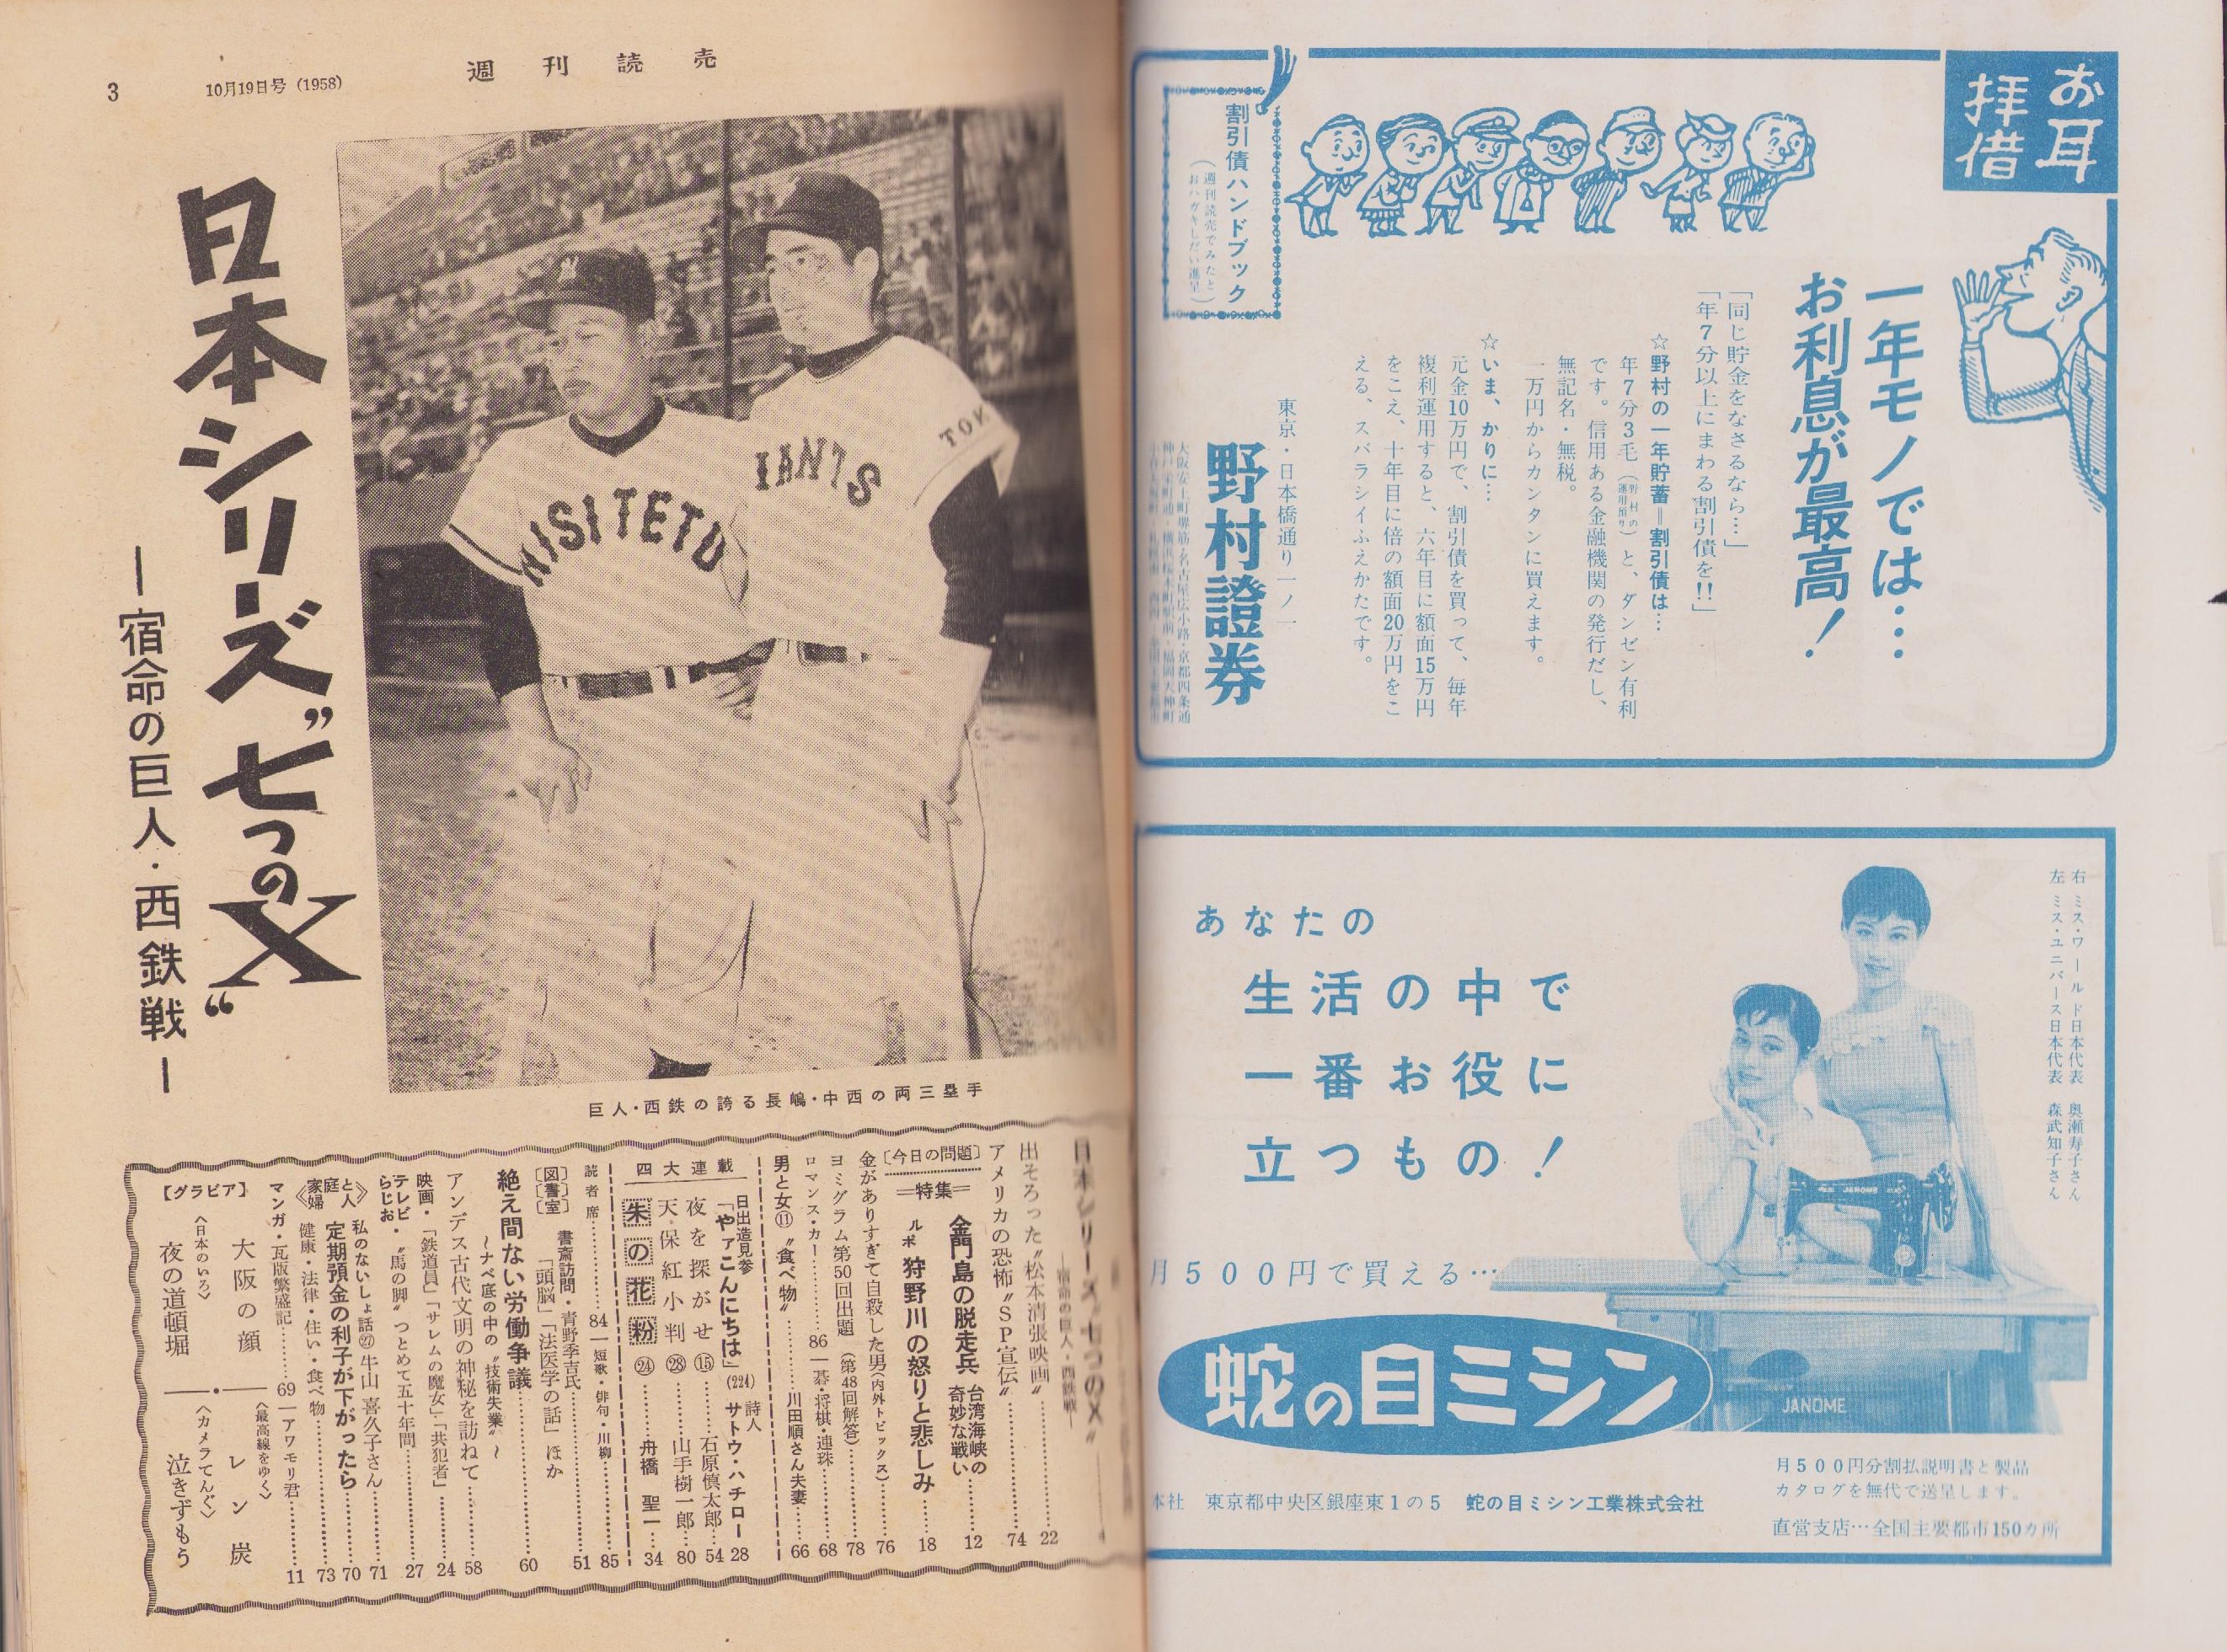 お耳拝借
一年モノでは…
お利息が最高！
「同じ貯金をなさるなら…」
「年７分以上にまわる割引債を!!」
☆野村の一年貯蓄＝割引債は…
年７分３毛（野村の運用預り）と、ダンゼン有利
です。信用ある金融機関の発行だし、
無記名・無税。
一万円からカンタンに買えます。
☆いま、かりに…
元金10万円で、割引債を買って、毎年
複利運用すると、六年目に額面15万円
をこえ、十年目に倍の額面20万円をこ
える、スバラシイふえかたです。
割引債ハンドブック
（週刊読売でみたと
おハガキしだい進呈）
東京・日本橋通り一ノ一
野村證券
大阪安土町堺筋・名古屋広小路・京都四条通
右 ミス・ワールド日本代表 奥瀬寿子さん
左 ミス・ユニバース日本代表 森武知子さん
あなたの
生活の中で
一番お役に
立つもの！
月５００円で買える…
蛇の目ミシン
JANOME
JANOME
月５００円分割払説明書と製品
カタログを無代で送呈します。
本社 東京都中央区銀座東１の５ 蛇の目ミシン工業株式会社
直営支店…全国主要都市150カ所
3
10月19日号（1958）
週刊読売
日本シリーズ〝七つのX〟
―宿命の巨人・西鉄戦―
NISITETU
IANTS
TOK
巨人・西鉄の誇る長嶋・中西の両三塁手
日本シリーズ〝七つのX〟
―宿命の巨人・西鉄戦―
出そろった〝松本清張映画〟……22
アメリカの恐怖〝ＳＰ宣伝〟……74
〔今日の問題〕
＝特集＝
金門島の脱走兵 台湾海峡の奇妙な戦い……12
ルポ 狩野川の怒りと悲しみ……18
金がありすぎて自殺した男（内外トピックス）……76
ヨミグラム第50回出題（第48回解答）……78
ロマンス・カー……86―碁・将棋・連珠……68
男と女⑪〝食べ物〟……川田順さん夫妻 66
四大連載
日出造見参「やァこんにちは」（224）詩人 サトウ・ハチロー 28
夜を探がせ⑮……石原慎太郎…54
天保紅小判㉘……山手樹一郎…80
朱の花粉㉔……舟橋聖一…34
読者席……84―短歌・俳句・川柳……85
〔図書室〕 書斎訪問・青野季吉氏……51
「頭脳」「法医学の話」ほか
絶え間ない労働争議……60
～ナベ底の中の〝技術失業〟～
アンデス古代文明の神秘を訪ねて……58
映画・「鉄道員」「サレムの魔女」「共犯者」……24
テレビ・らじお・〝馬の脚〟つとめて五十年間……27
《家庭と婦人》 私のないしょ話㉗ 牛山喜久子さん……71
定期預金の利子が下がったら……70
健康・法律・住い・食べ物……73
マンガ・瓦版繁盛記……69―アワモリ君……11
【グラビア】
大阪の顔
〈日本のいろ〉
夜の道頓堀
〈最高線をゆく〉
レンズ炭
〈カメラてんぐ〉
泣きずもう